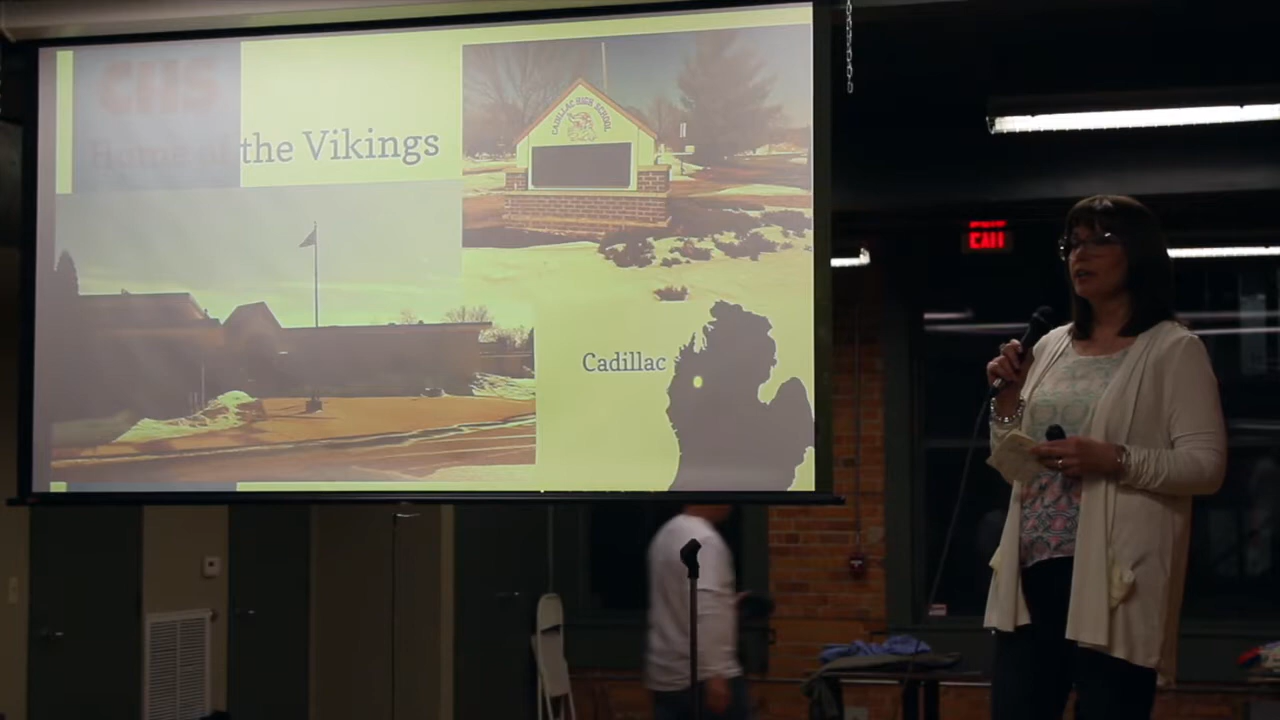 CHS
Home of the Vikings
CADILLAC HIGH SCHOOL
Cadillac
EXIT